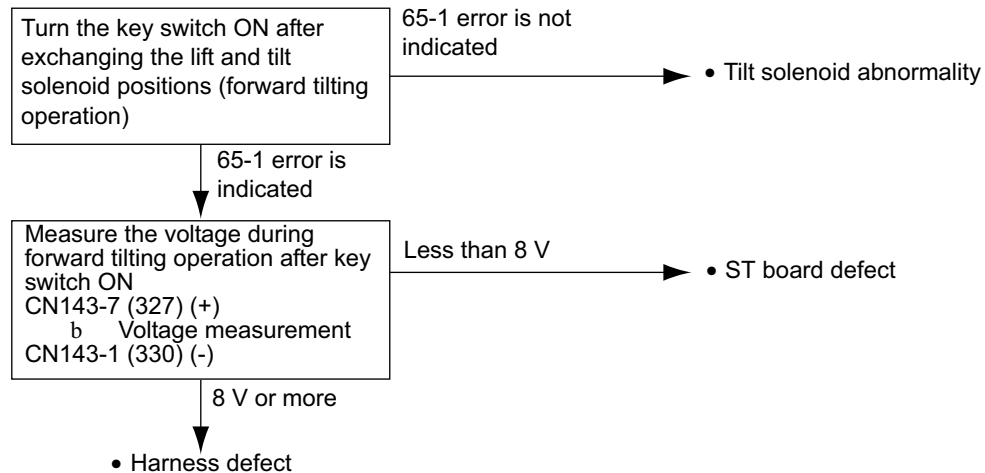 Turn the key switch ON after
exchanging the lift and tilt
solenoid positions (forward tilting
operation)
65-1 error is not
indicated
• Tilt solenoid abnormality
65-1 error is
indicated
Measure the voltage during
forward tilting operation after key
switch ON
CN143-7 (327) (+)
b Voltage measurement
CN143-1 (330) (-)
Less than 8 V
• ST board defect
8 V or more
• Harness defect